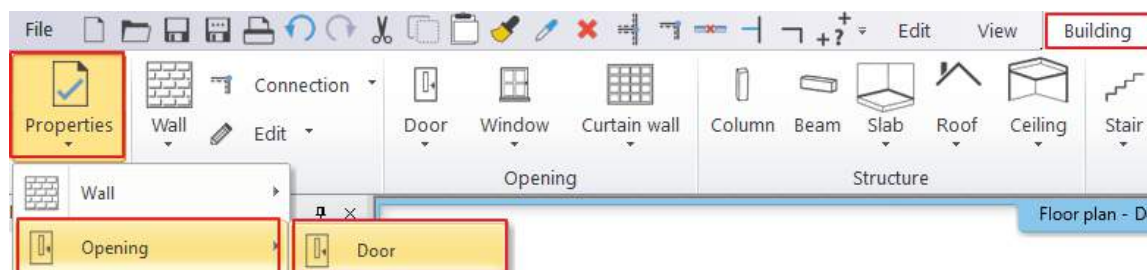 File Edit View Building
Properties Wall Connection Edit Door Window Curtain wall Column Beam Slab Roof Ceiling Stair
Opening Structure
Wall
Floor plan - D
Opening Door